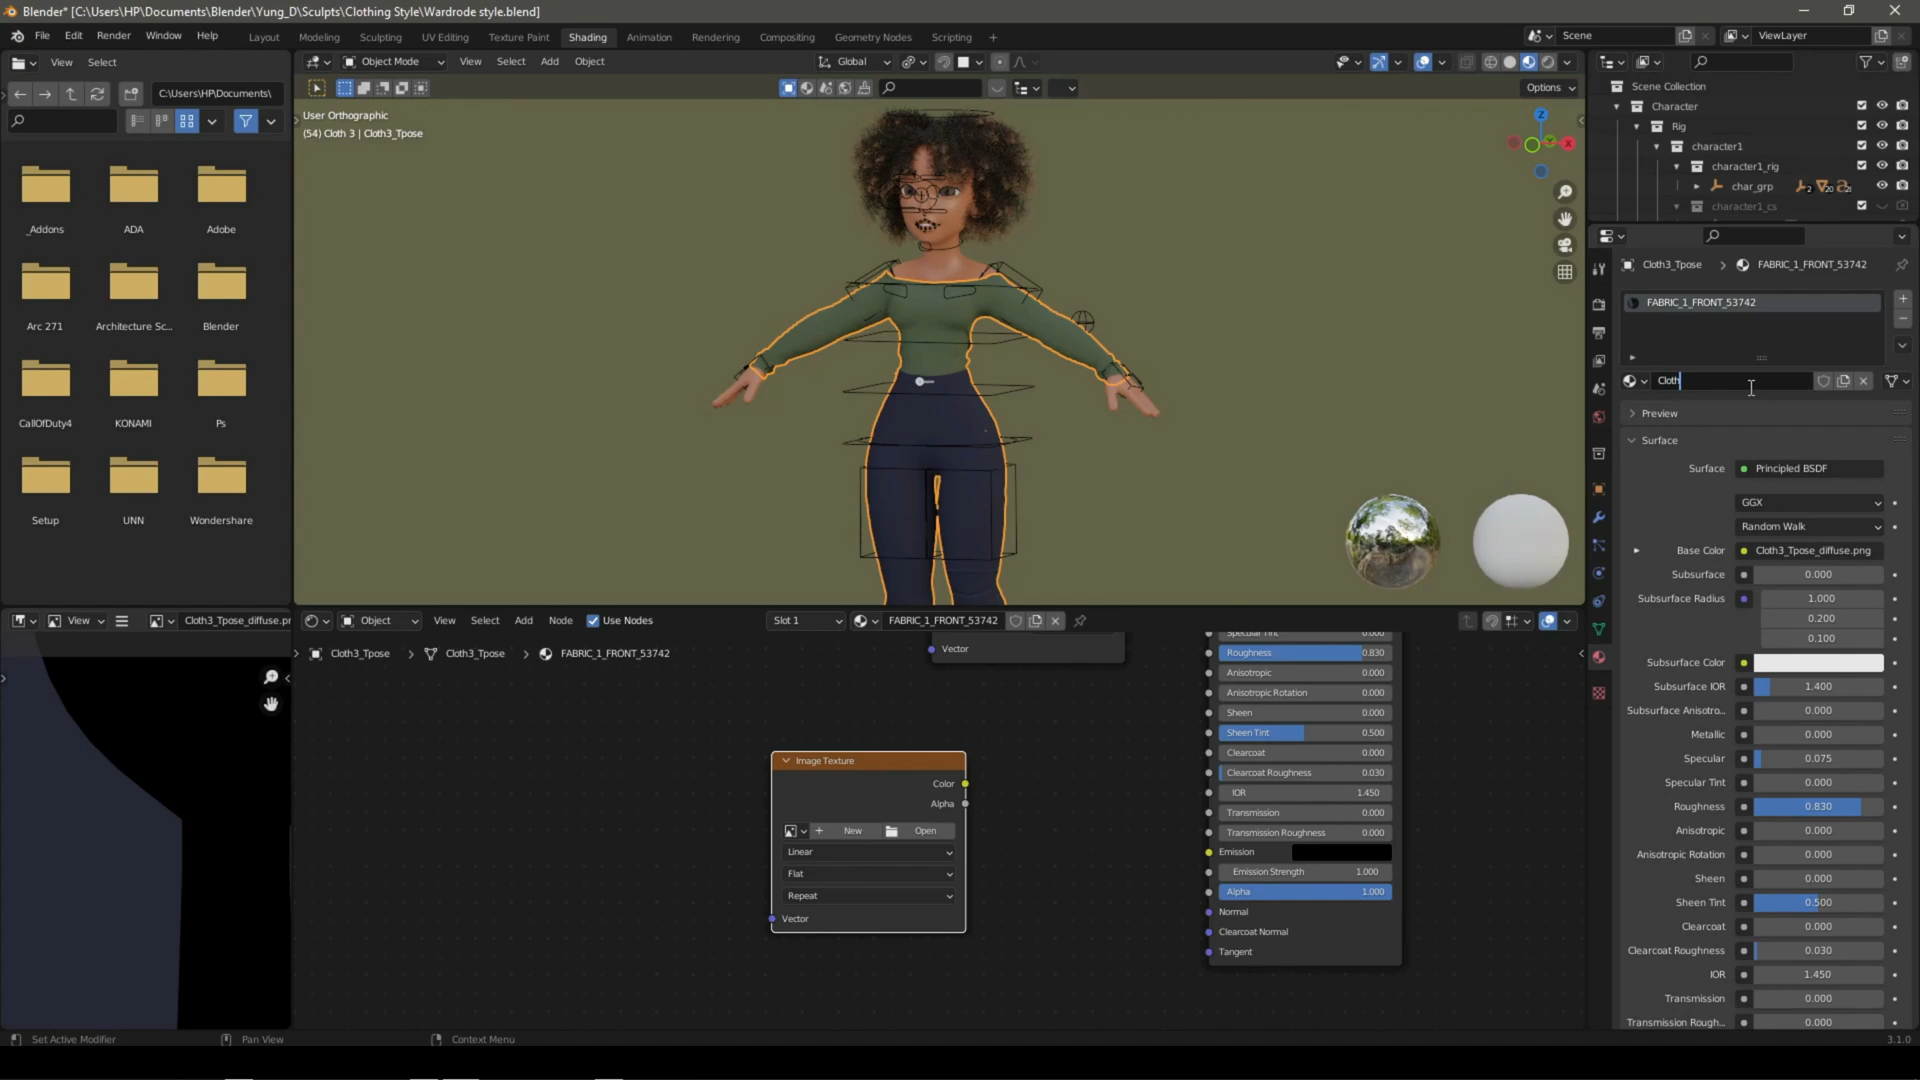 Blender* [C:\Users\HP\Documents\Blender\Yung_D\Sculpts\Clothing Style\Wardrode style.blend]
File Edit Render Window Help
Layout Modeling Sculpting UV Editing Texture Paint Shading Animation Rendering Compositing Geometry Nodes Scripting +
Scene ViewLayer
View Select
Object Mode View Select Add Object Global
C:\Users\HP\Documents\
Options
User Orthographic
(54) Cloth 3 | Cloth3_Tpose
Z
X
_Addons ADA Adobe
Arc 271 Architecture Sc... Blender
CallOfDuty4 KONAMI Ps
Setup UNN Wondershare
Scene Collection
Character
Rig
character1
character1_rig
char_grp 2 20
character1_cs
Cloth3_Tpose > FABRIC_1_FRONT_53742
FABRIC_1_FRONT_53742
Cloth
Preview
Surface
Surface Principled BSDF
GGX
Random Walk
Base Color Cloth3_Tpose_diffuse.png
Subsurface 0.000
Subsurface Radius 1.000
0.200
0.100
Subsurface Color
Subsurface IOR 1.400
Subsurface Anisotro... 0.000
Metallic 0.000
Specular 0.075
Specular Tint 0.000
Roughness 0.830
Anisotropic 0.000
Anisotropic Rotation 0.000
Sheen 0.000
Sheen Tint 0.500
Clearcoat 0.000
Clearcoat Roughness 0.030
IOR 1.450
Transmission 0.000
Transmission Rough... 0.000
View Cloth3_Tpose_diffuse.pr
Object View Select Add Node Use Nodes Slot 1 FABRIC_1_FRONT_53742
Cloth3_Tpose > Cloth3_Tpose > FABRIC_1_FRONT_53742
Vector
Specular Tint 0.000
Roughness 0.830
Anisotropic 0.000
Anisotropic Rotation 0.000
Sheen 0.000
Sheen Tint 0.500
Clearcoat 0.000
Clearcoat Roughness 0.030
IOR 1.450
Transmission 0.000
Transmission Roughness 0.000
Emission
Emission Strength 1.000
Alpha 1.000
Normal
Clearcoat Normal
Tangent
Image Texture
Color
Alpha
New Open
Linear
Flat
Repeat
Vector
Set Active Modifier Pan View Context Menu 3.1.0